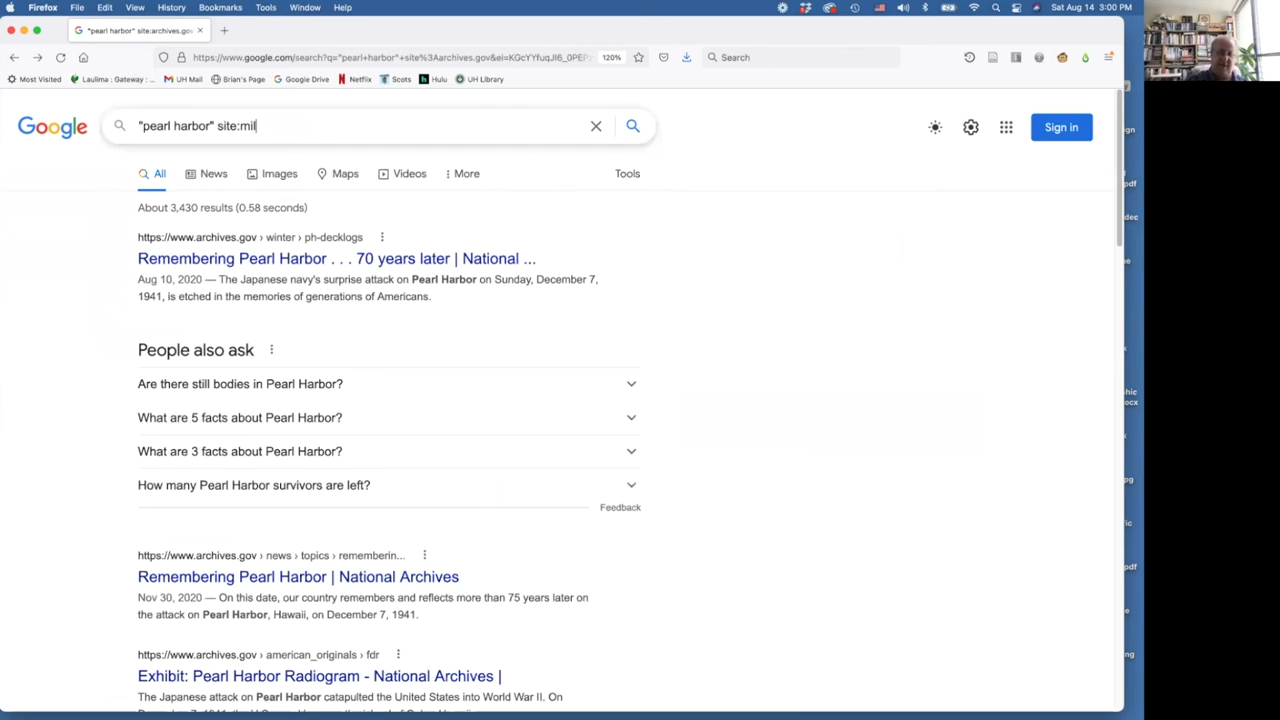 Firefox File Edit View History Bookmarks Tools Window Help Sat Aug 14 3:00 PM
"pearl harbor" site:archives.gov
https://www.google.com/search?q="pearl+harbor"+site%3Aarchives.gov&ei=KGcYYfuqJI6_0PEP 120% Search
Most Visited Laulima : Gateway : ... UH Mail Brian's Page Google Drive Netflix Scots Hulu UH Library
Google "pearl harbor" site:mil Sign in
All News Images Maps Videos More Tools
About 3,430 results (0.58 seconds)
https://www.archives.gov › winter › ph-decklogs
Remembering Pearl Harbor . . . 70 years later | National ...
Aug 10, 2020 — The Japanese navy's surprise attack on Pearl Harbor on Sunday, December 7,
1941, is etched in the memories of generations of Americans.
People also ask
Are there still bodies in Pearl Harbor?
What are 5 facts about Pearl Harbor?
What are 3 facts about Pearl Harbor?
How many Pearl Harbor survivors are left?
Feedback
https://www.archives.gov › news › topics › rememberin...
Remembering Pearl Harbor | National Archives
Nov 30, 2020 — On this date, our country remembers and reflects more than 75 years later on
the attack on Pearl Harbor, Hawaii, on December 7, 1941.
https://www.archives.gov › american_originals › fdr
Exhibit: Pearl Harbor Radiogram - National Archives |
The Japanese attack on Pearl Harbor catapulted the United States into World War II. On